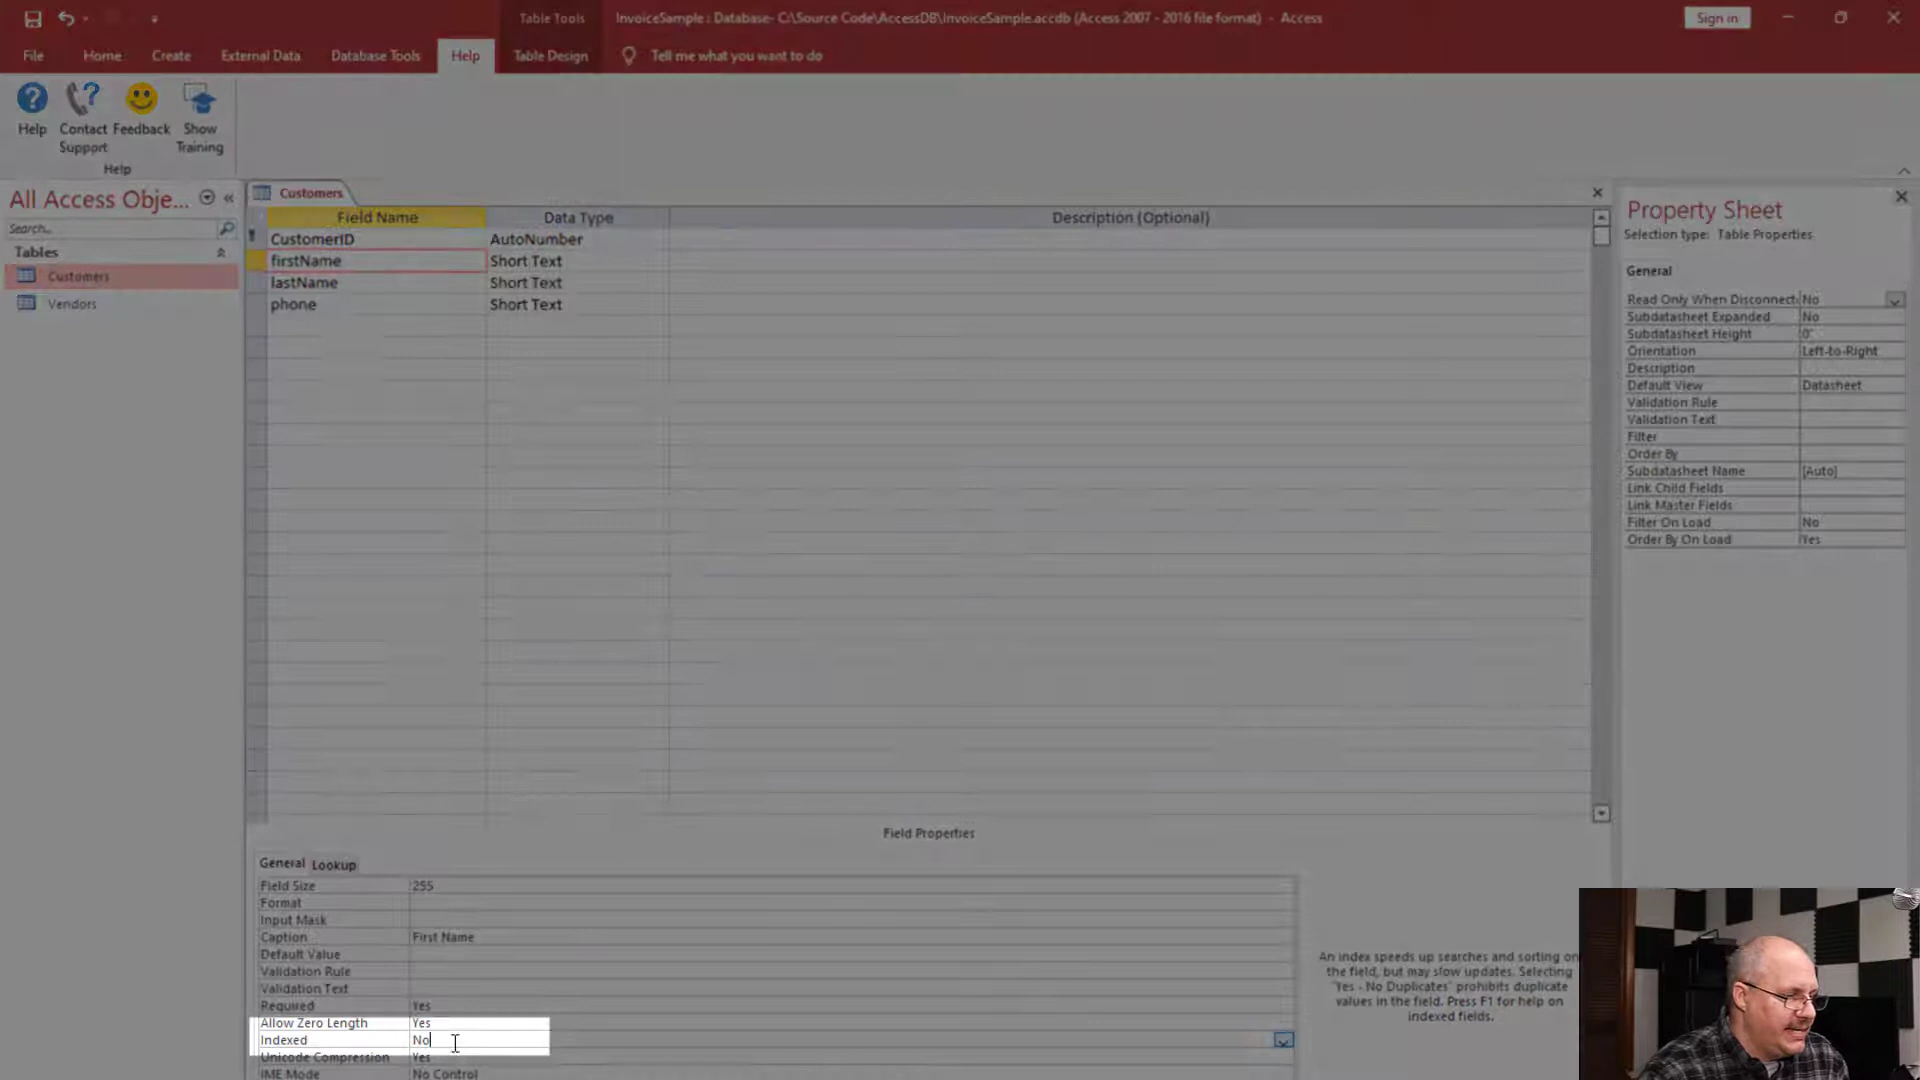 Table Tools
InvoiceSample : Database- C:\Source Code\AccessDB\InvoiceSample.accdb (Access 2007 - 2016 file format) - Access
Sign in
File
Home
Create
External Data
Database Tools
Help
Table Design
Tell me what you want to do
Help
Contact Support
Feedback
Show Training
Help
All Access Obje...
Search...
Tables
Customers
Vendors
Customers
Field Name Data Type Description (Optional)
CustomerID AutoNumber
firstName Short Text
lastName Short Text
phone Short Text
Property Sheet
Selection type: Table Properties
General
Read Only When Disconnect No
Subdatasheet Expanded No
Subdatasheet Height 0"
Orientation Left-to-Right
Description
Default View Datasheet
Validation Rule
Validation Text
Filter
Order By
Subdatasheet Name [Auto]
Link Child Fields
Link Master Fields
Filter On Load No
Order By On Load Yes
Field Properties
General Lookup
Field Size 255
Format
Input Mask
Caption First Name
Default Value
Validation Rule
Validation Text
Required Yes
Allow Zero Length Yes
Indexed No
Unicode Compression Yes
IME Mode No Control
An index speeds up searches and sorting on
the field, but may slow updates. Selecting
"Yes - No Duplicates" prohibits duplicate
values in the field. Press F1 for help on
indexed fields.